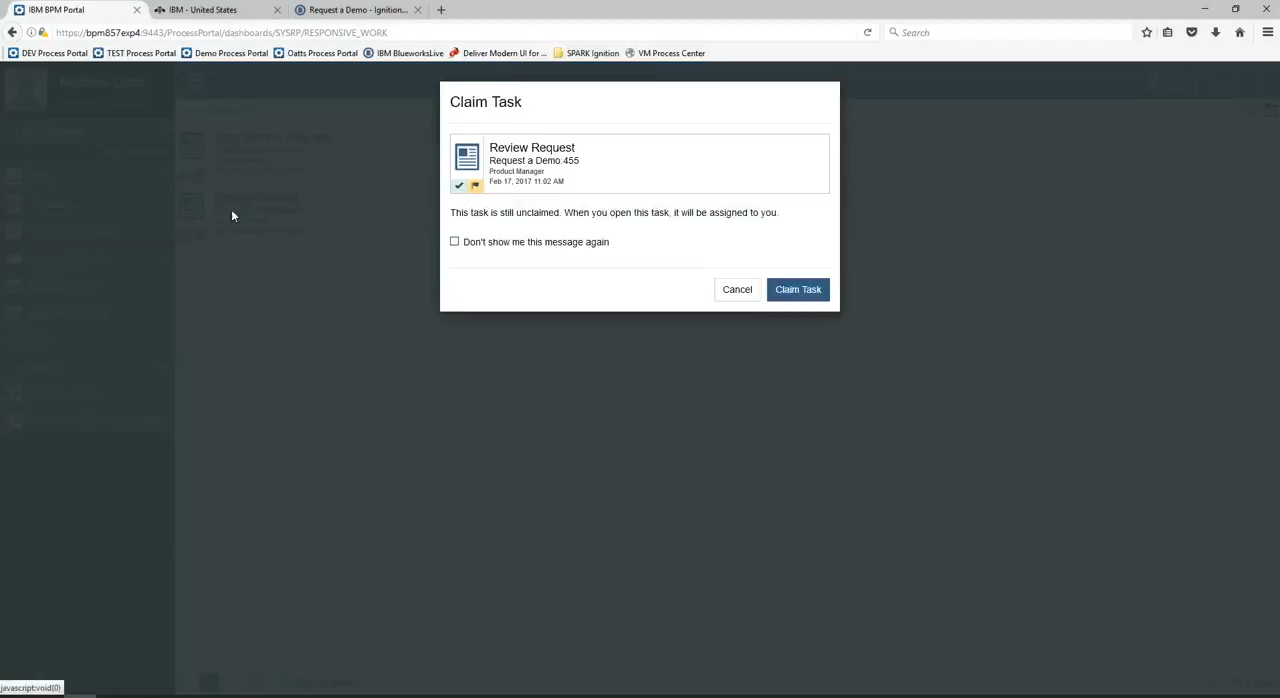 IBM BPM Portal
IBM - United States
Request a Demo - Ignition...
https://bpm857exp4:9443/ProcessPortal/dashboards/SYSRP/RESPONSIVE_WORK
Search
DEV Process Portal
TEST Process Portal
Demo Process Portal
Oatts Process Portal
IBM BlueworksLive
Deliver Modern UI for ...
SPARK Ignition
VM Process Center
Claim Task
Review Request
Request a Demo:455
Product Manager
Feb 17, 2017 11:02 AM
This task is still unclaimed. When you open this task, it will be assigned to you.
Don't show me this message again
Cancel
Claim Task
javascript:void(0)